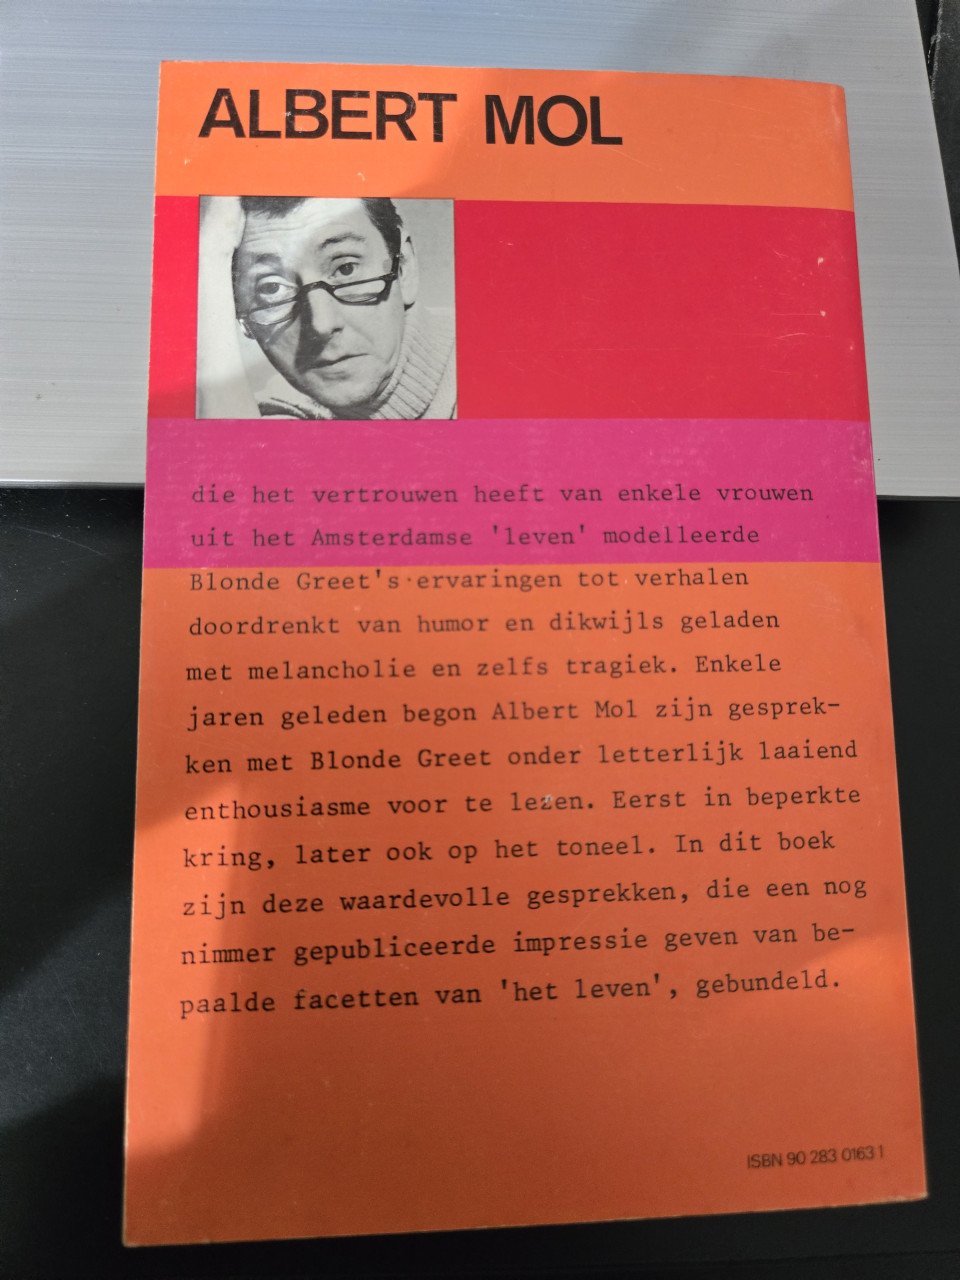 ALBERT MOL
die het vertrouwen heeft van enkele vrouwen
uit het Amsterdamse 'leven' modelleerde
Blonde Greet's ervaringen tot verhalen
doordrenkt van humor en dikwijls geladen
met melancholie en zelfs tragiek. Enkele
jaren geleden begon Albert Mol zijn gesprek-
ken met Blonde Greet onder letterlijk laaiend
enthousiasme voor te lezen. Eerst in beperkte
kring, later ook op het toneel. In dit boek
zijn deze waardevolle gesprekken, die een nog
nimmer gepubliceerde impressie geven van be-
paalde facetten van 'het leven', gebundeld.
ISBN 90 283 0163 1